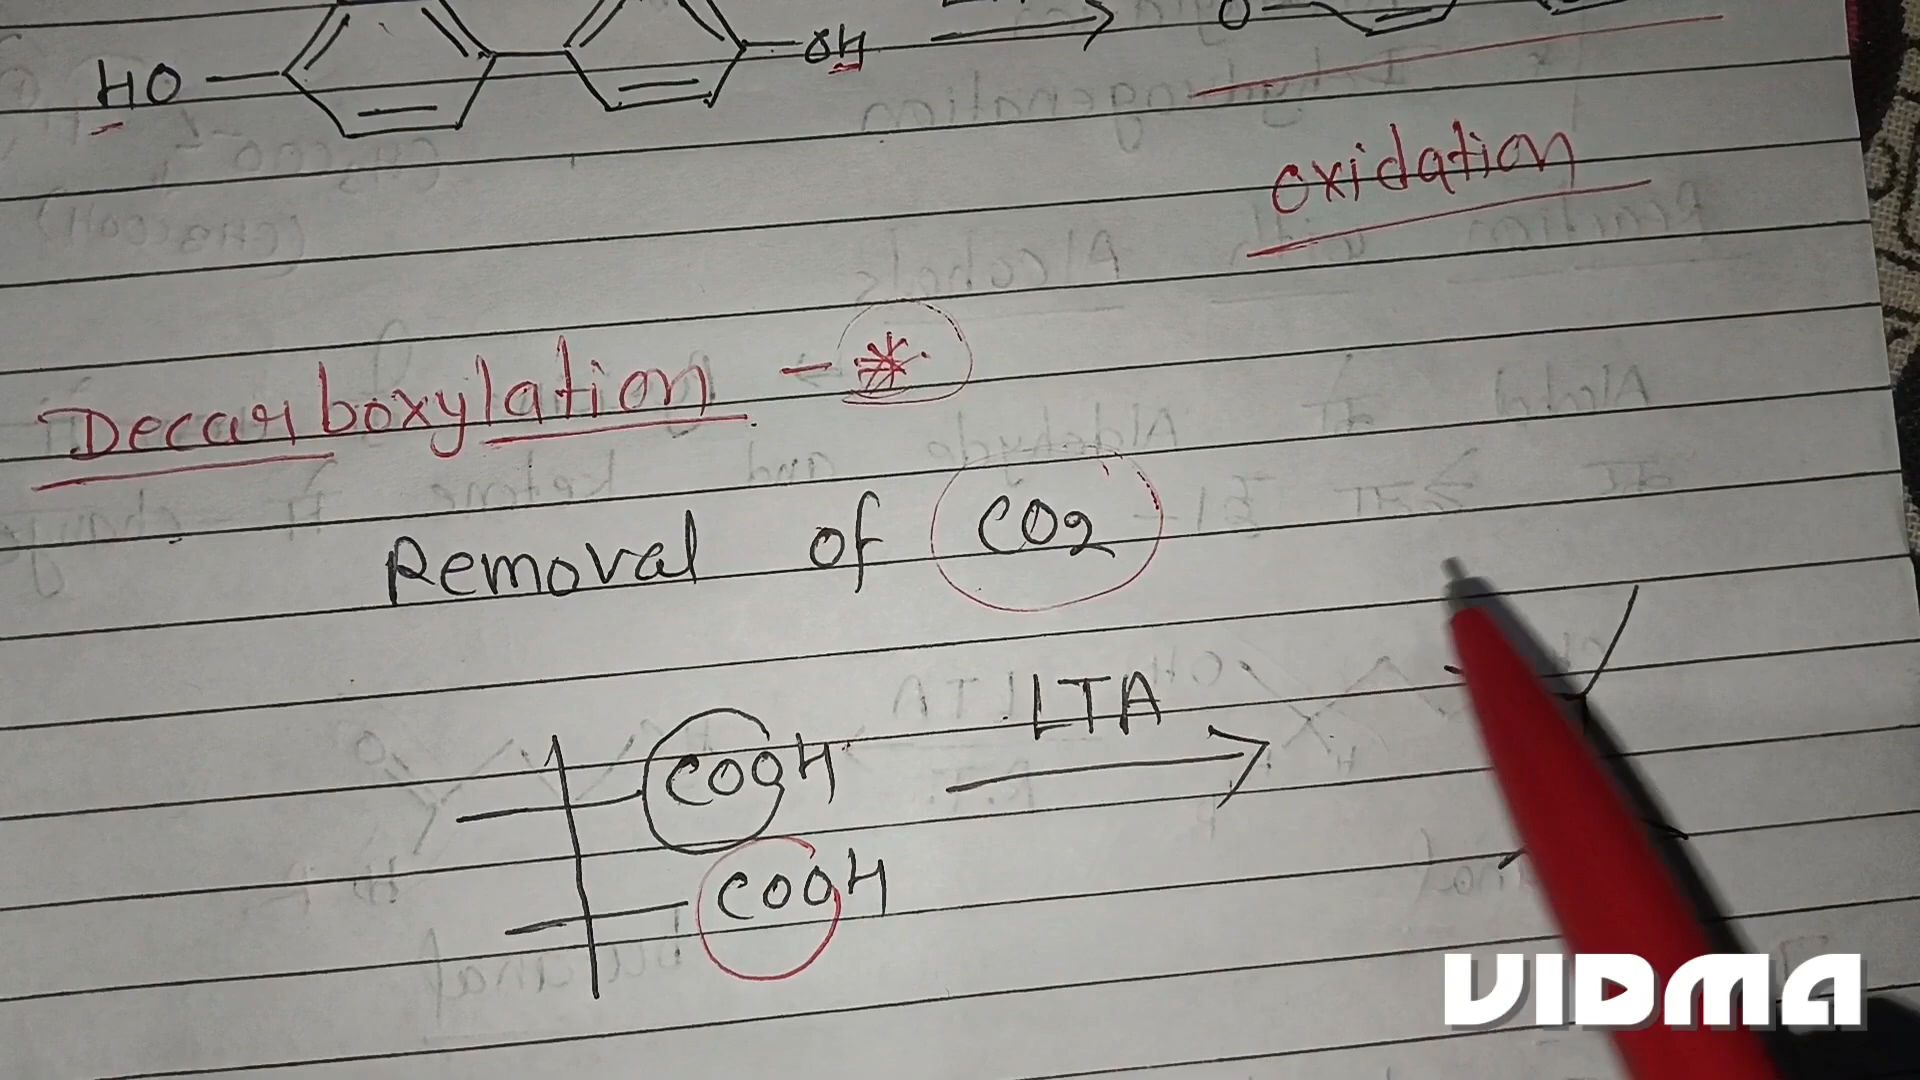 HO OH O
oxidation
Decarboxylation - *
Removal of CO2
COOH LTA
COOH
VIDMA